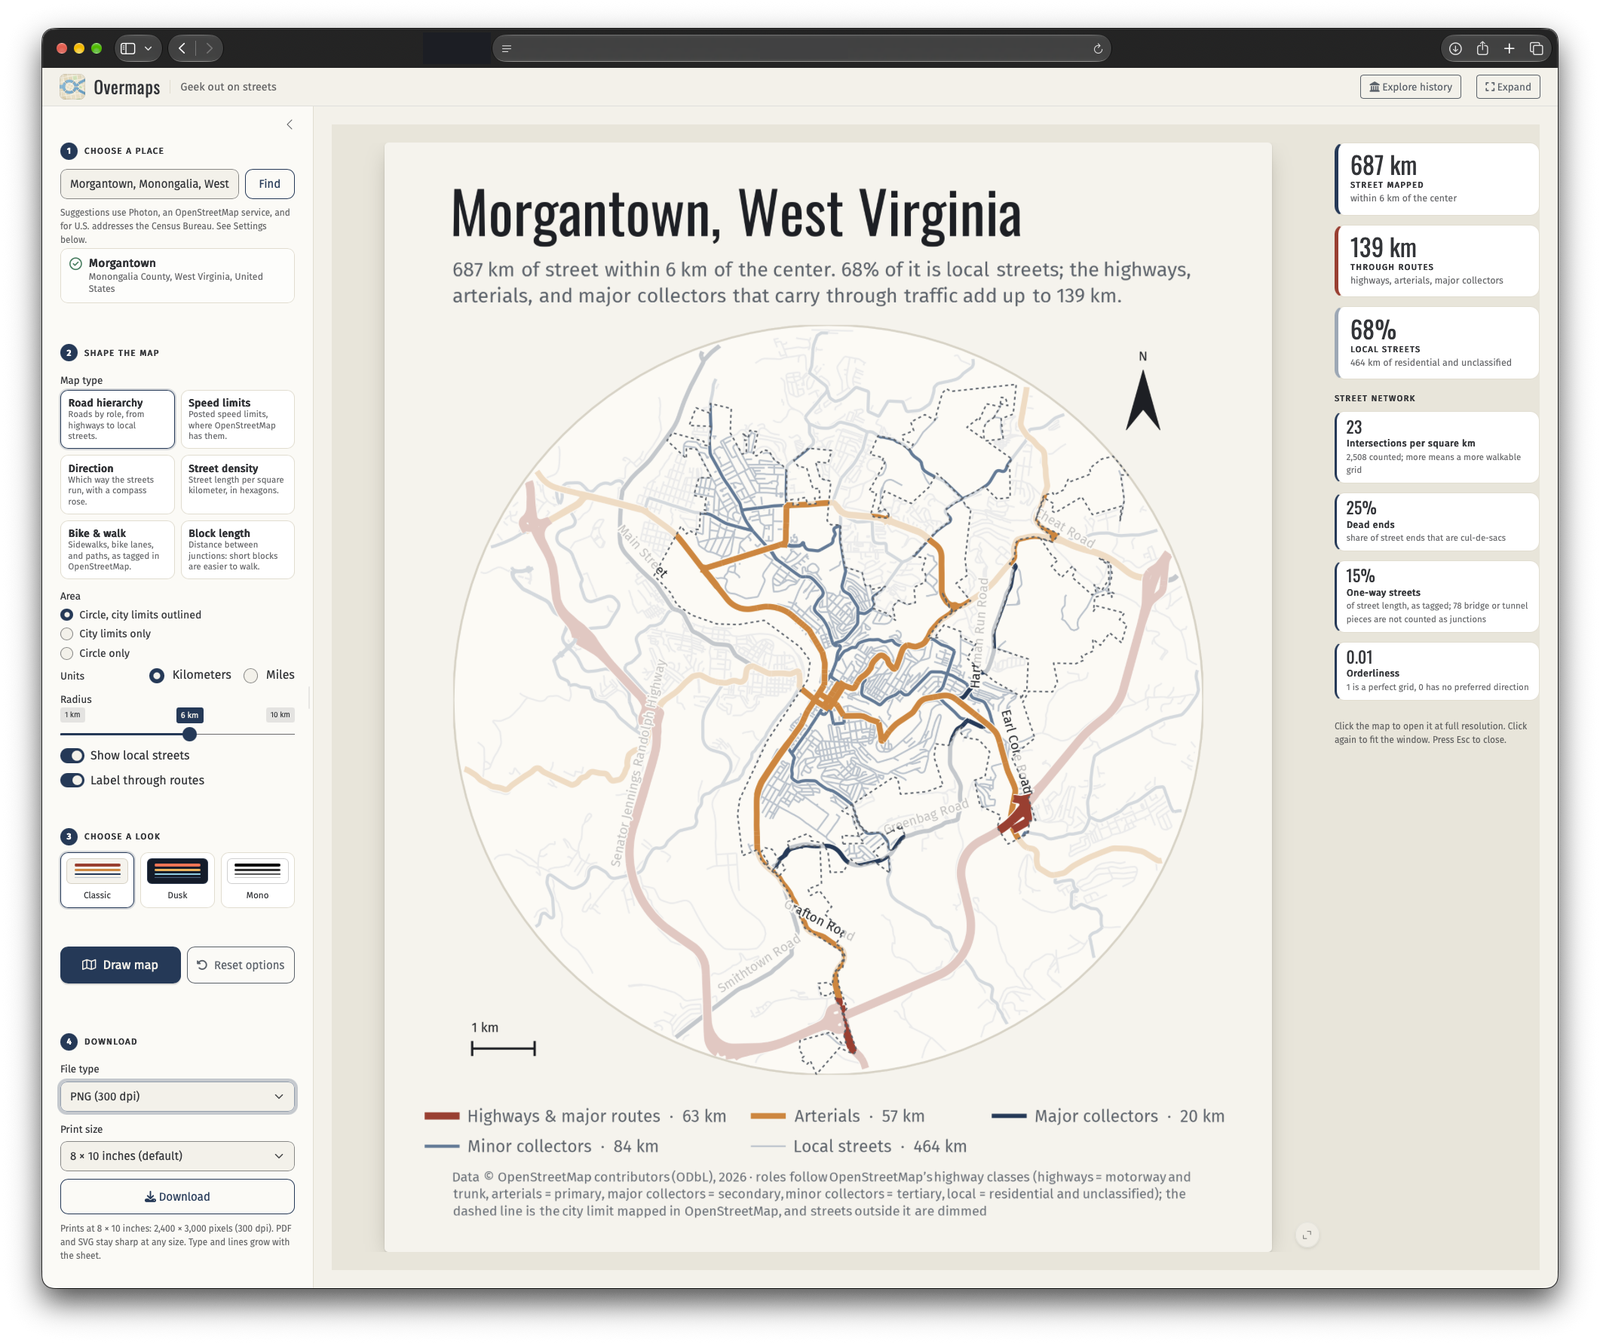 Overmaps
Geek out on streets
Explore history
Expand
1 CHOOSE A PLACE
Morgantown, Monongalia, West
Find
Suggestions use Photon, an OpenStreetMap service, and
for U.S. addresses the Census Bureau. See Settings
below.
Morgantown
Monongalia County, West Virginia, United
States
2 SHAPE THE MAP
Map type
Road hierarchy
Roads by role, from
highways to local
streets.
Speed limits
Posted speed limits,
where OpenStreetMap
has them.
Direction
Which way the streets
run, with a compass
rose.
Street density
Street length per square
kilometer, in hexagons.
Bike & walk
Sidewalks, bike lanes,
and paths, as tagged in
OpenStreetMap.
Block length
Distance between
junctions: short blocks
are easier to walk.
Area
Circle, city limits outlined
City limits only
Circle only
Units
Kilometers
Miles
Radius
1 km
6 km
10 km
Show local streets
Label through routes
3 CHOOSE A LOOK
Classic
Dusk
Mono
Draw map
Reset options
4 DOWNLOAD
File type
PNG (300 dpi)
Print size
8 × 10 inches (default)
Download
Prints at 8 × 10 inches: 2,400 × 3,000 pixels (300 dpi). PDF
and SVG stay sharp at any size. Type and lines grow with
the sheet.
Morgantown, West Virginia
687 km of street within 6 km of the center. 68% of it is local streets; the highways,
arterials, and major collectors that carry through traffic add up to 139 km.
N
Main Street
Cheat Road
Hartman Run Road
Senator Jennings Randolph Highway
Earl Core Road
Greenbag Road
Grafton Road
Smithtown Road
1 km
Highways & major routes · 63 km
Arterials · 57 km
Major collectors · 20 km
Minor collectors · 84 km
Local streets · 464 km
Data © OpenStreetMap contributors (ODbL), 2026 · roles follow OpenStreetMap's highway classes (highways = motorway and
trunk, arterials = primary, major collectors = secondary, minor collectors = tertiary, local = residential and unclassified); the
dashed line is the city limit mapped in OpenStreetMap, and streets outside it are dimmed
687 km
STREET MAPPED
within 6 km of the center
139 km
THROUGH ROUTES
highways, arterials, major collectors
68%
LOCAL STREETS
464 km of residential and unclassified
STREET NETWORK
23
Intersections per square km
2,508 counted; more means a more walkable
grid
25%
Dead ends
share of street ends that are cul-de-sacs
15%
One-way streets
of street length, as tagged; 78 bridge or tunnel
pieces are not counted as junctions
0.01
Orderliness
1 is a perfect grid, 0 has no preferred direction
Click the map to open it at full resolution. Click
again to fit the window. Press Esc to close.